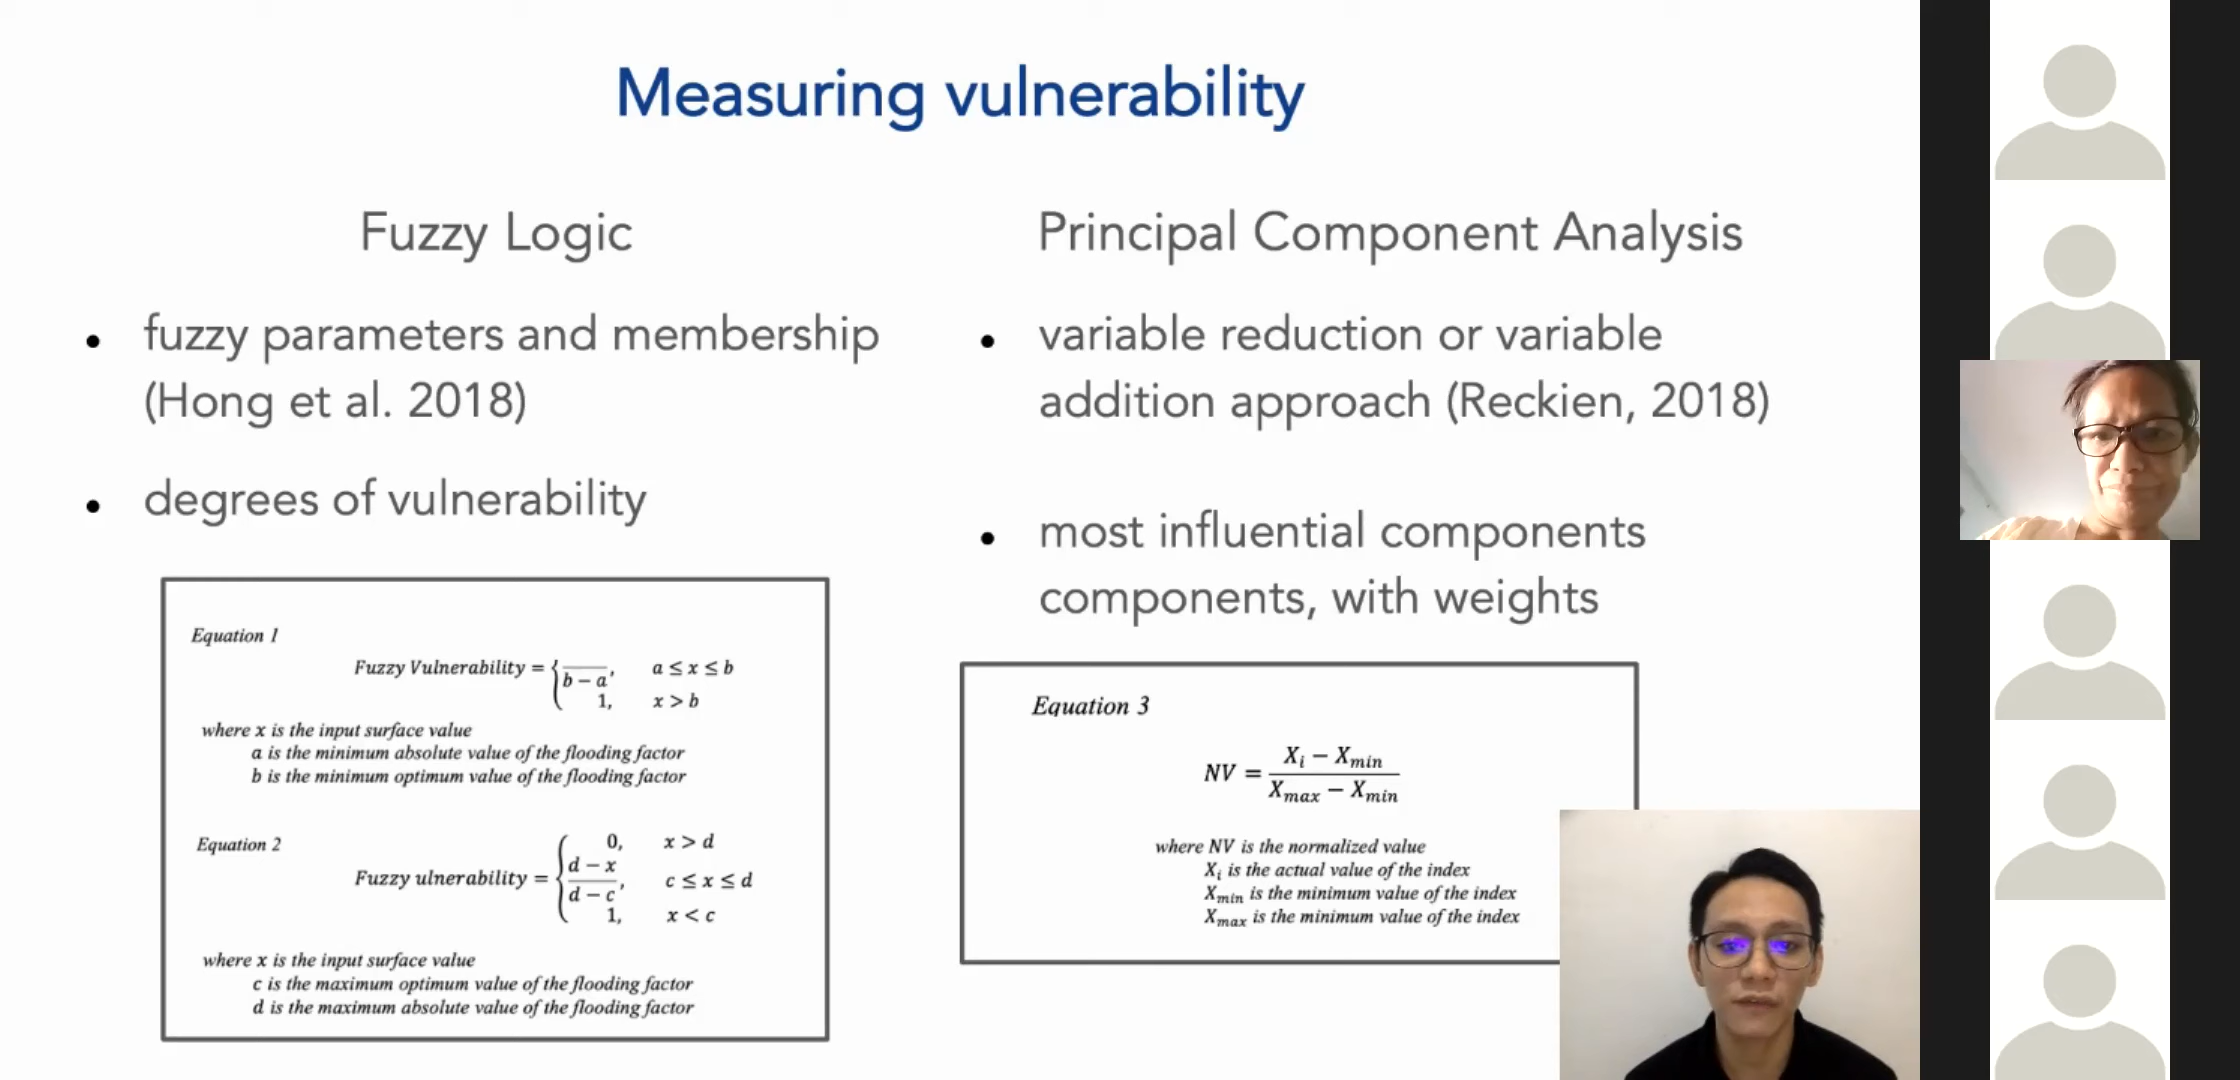 Measuring vulnerability
Fuzzy Logic
• fuzzy parameters and membership
(Hong et al. 2018)
• degrees of vulnerability
Equation 1
Fuzzy Vulnerability = { ―――, a ≤ x ≤ b
b − a
1, x > b
where x is the input surface value
a is the minimum absolute value of the flooding factor
b is the minimum optimum value of the flooding factor
Equation 2
0, x > d
Fuzzy ulnerability = { (d − x)/(d − c), c ≤ x ≤ d
1, x < c
where x is the input surface value
c is the maximum optimum value of the flooding factor
d is the maximum absolute value of the flooding factor
Principal Component Analysis
• variable reduction or variable
addition approach (Reckien, 2018)
• most influential components
components, with weights
Equation 3
NV = (Xi − Xmin)/(Xmax − Xmin)
where NV is the normalized value
Xi is the actual value of the index
Xmin is the minimum value of the index
Xmax is the minimum value of the index